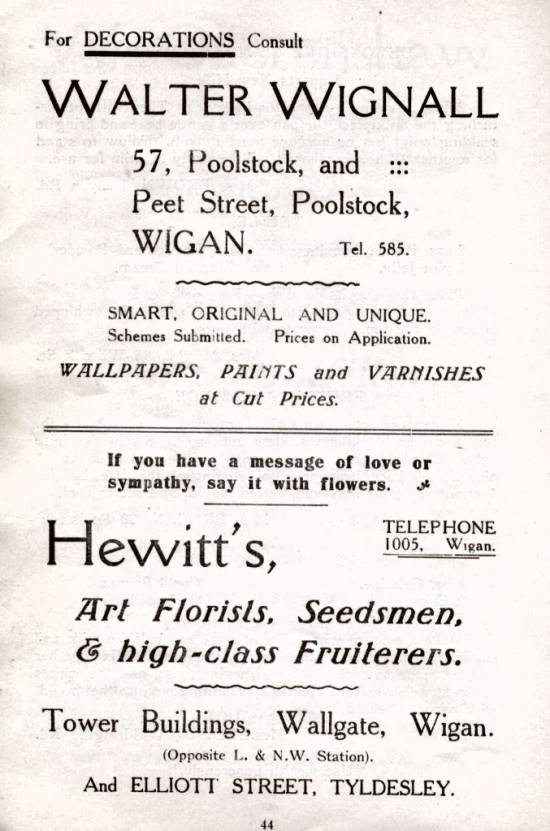 For DECORATIONS Consult
WALTER WIGNALL
57, Poolstock, and :::
Peet Street, Poolstock,
WIGAN. Tel. 585.
SMART, ORIGINAL AND UNIQUE.
Schemes Submitted. Prices on Application.
WALLPAPERS, PAINTS and VARNISHES
at Cut Prices.
If you have a message of love or
sympathy, say it with flowers.
Hewitt's,
TELEPHONE
1005, Wigan.
Art Florists, Seedsmen,
& high-class Fruiterers.
Tower Buildings, Wallgate, Wigan.
(Opposite L. & N.W. Station).
And ELLIOTT STREET, TYLDESLEY.
44